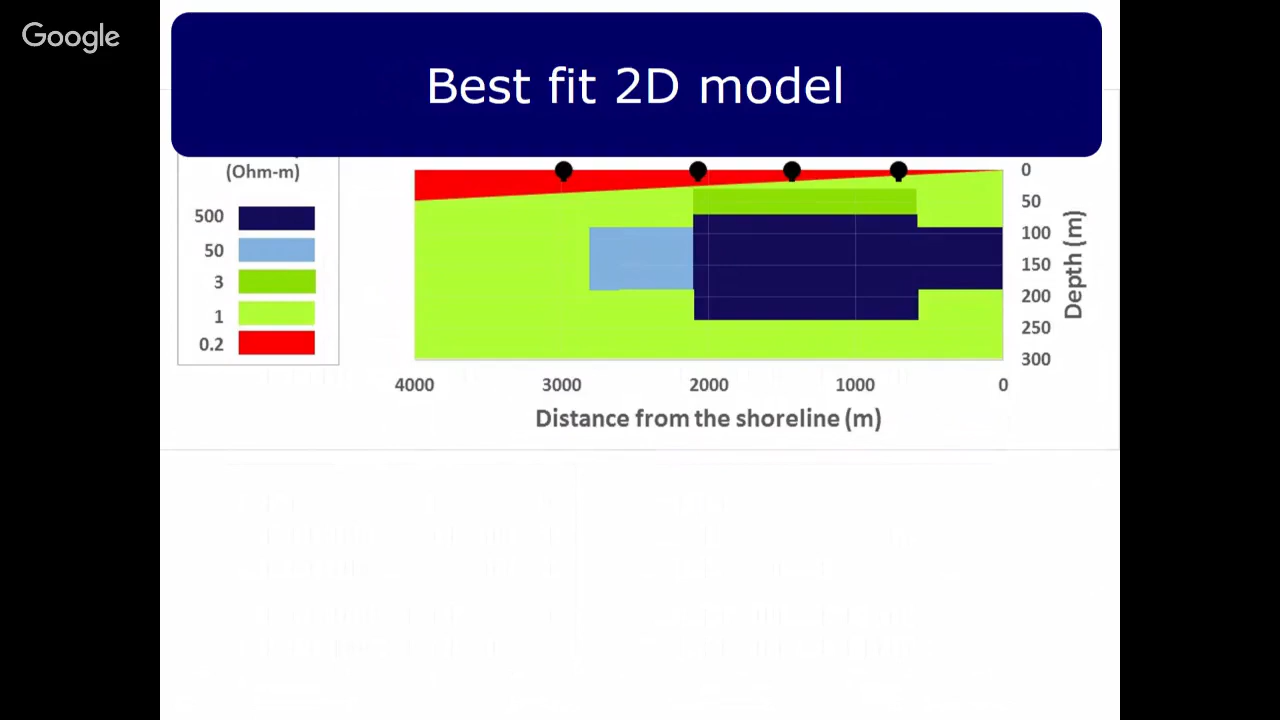 Google
Best fit 2D model
(Ohm-m)
500
50
3
1
0.2
0
50
100
150
200
250
300
Depth (m)
4000 3000 2000 1000 0
Distance from the shoreline (m)